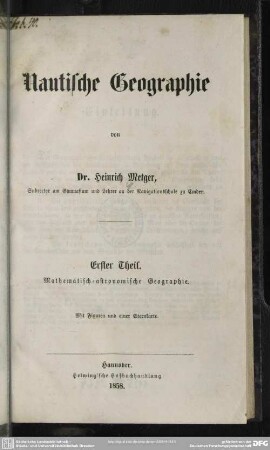 Nautische Geographie
von
Dr. Heinrich Metger,
Subrector am Gymnasium und Lehrer an der Navigationsschule zu Emden.
Erster Theil.
Mathematisch-astronomische Geographie.
Mit Figuren und einer Sternkarte.
Hannover.
Helwing'sche Hofbuchhandlung.
1858.